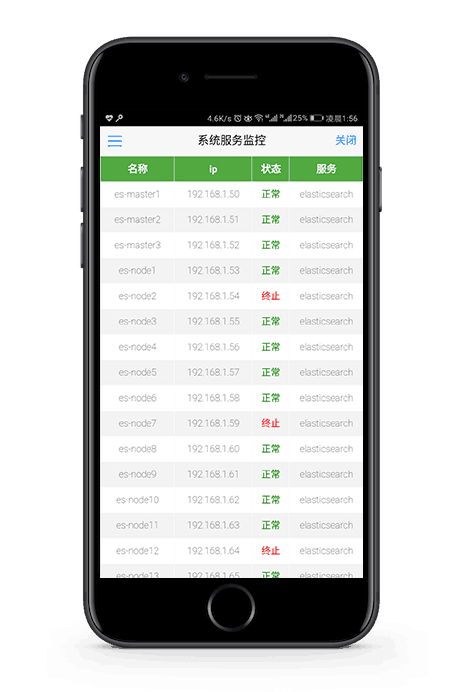 4.6K/s 25% 凌晨1:56
系统服务监控 关闭
名称 ip 状态 服务
es-master1 192.168.1.50 正常 elasticsearch
es-master2 192.168.1.51 正常 elasticsearch
es-master3 192.168.1.52 正常 elasticsearch
es-node1 192.168.1.53 正常 elasticsearch
es-node2 192.168.1.54 终止 elasticsearch
es-node3 192.168.1.55 正常 elasticsearch
es-node4 192.168.1.56 正常 elasticsearch
es-node5 192.168.1.57 正常 elasticsearch
es-node6 192.168.1.58 正常 elasticsearch
es-node7 192.168.1.59 终止 elasticsearch
es-node8 192.168.1.60 正常 elasticsearch
es-node9 192.168.1.61 正常 elasticsearch
es-node10 192.168.1.62 正常 elasticsearch
es-node11 192.168.1.63 正常 elasticsearch
es-node12 192.168.1.64 终止 elasticsearch
es-node13 192.168.1.65 正常 elasticsearch